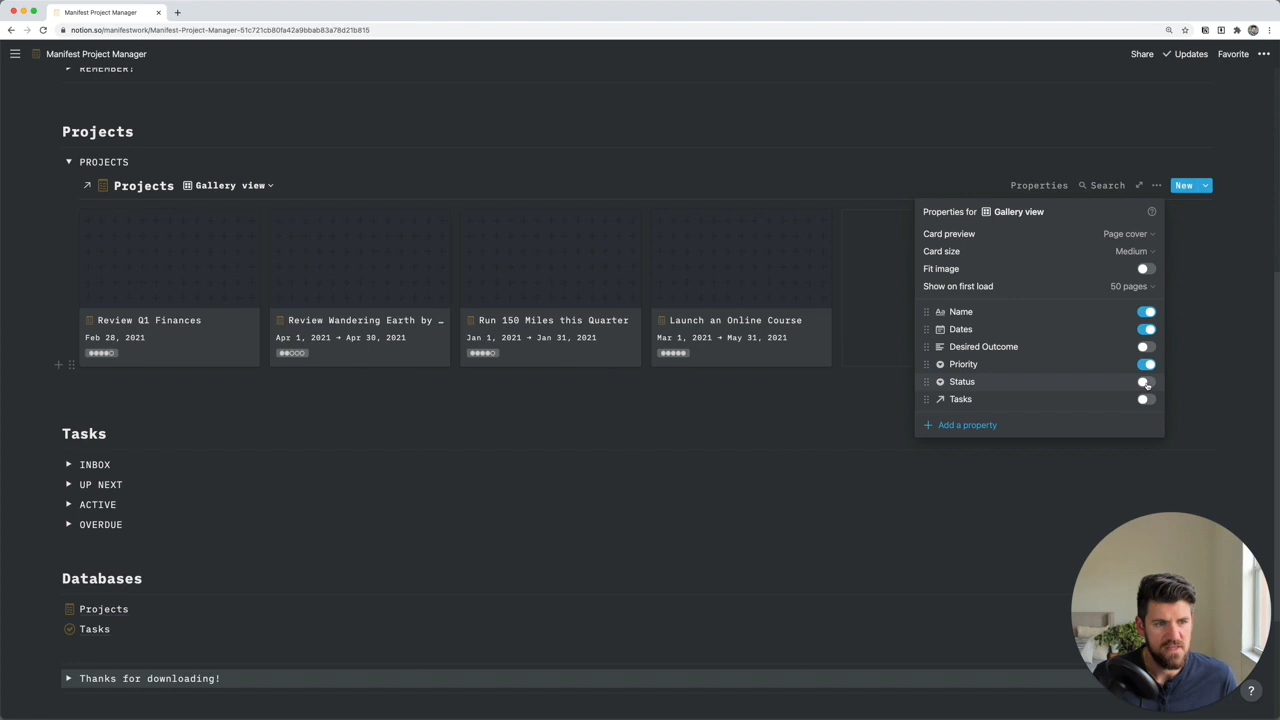 Manifest Project Manager
notion.so/manifestwork/Manifest-Project-Manager-51c721cb80fa42a9bbab83a78d21b815
Manifest Project Manager
Share
Updates
Favorite
REMEMBER:
Projects
PROJECTS
Projects Gallery view
Properties Search New
Properties for Gallery view
Card preview Page cover
Card size Medium
Fit image
Show on first load 50 pages
Name
Dates
Desired Outcome
Priority
Status
Tasks
Add a property
Review Q1 Finances
Feb 28, 2021
Review Wandering Earth by …
Apr 1, 2021 → Apr 30, 2021
Run 150 Miles this Quarter
Jan 1, 2021 → Jan 31, 2021
Launch an Online Course
Mar 1, 2021 → May 31, 2021
Tasks
INBOX
UP NEXT
ACTIVE
OVERDUE
Databases
Projects
Tasks
Thanks for downloading!
?